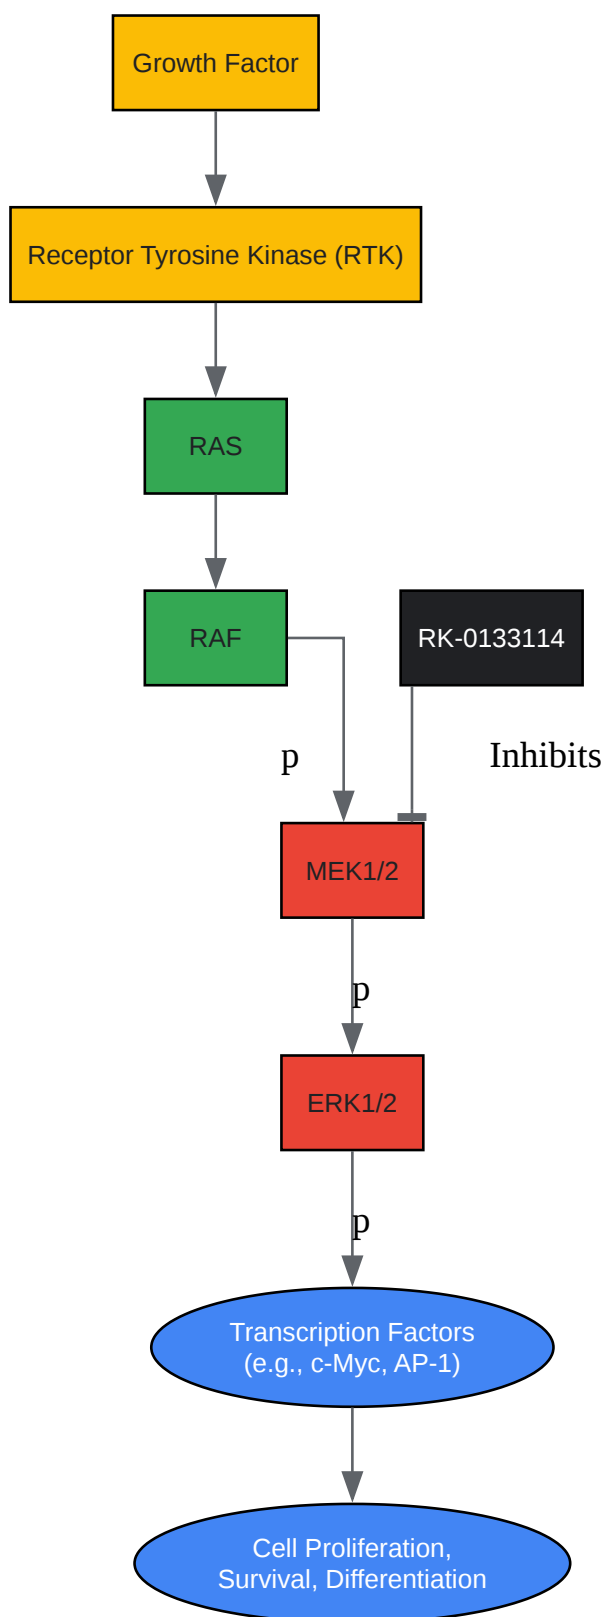 Growth Factor
Receptor Tyrosine Kinase (RTK)
RAS
RAF
RK-0133114
p
Inhibits
MEK1/2
p
ERK1/2
p
Transcription Factors
(e.g., c-Myc, AP-1)
Cell Proliferation,
Survival, Differentiation